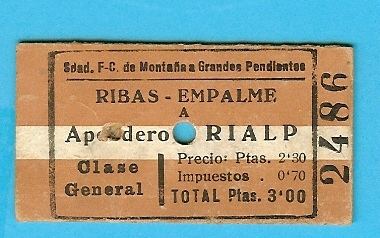 Sdad. F-C. de Montaña a Grandes Pendientes
RIBAS - EMPALME
A
RIALP
Clase
General
Precio: Ptas. 2'30
Impuestos . 0'70
TOTAL Ptas. 3'00
2486